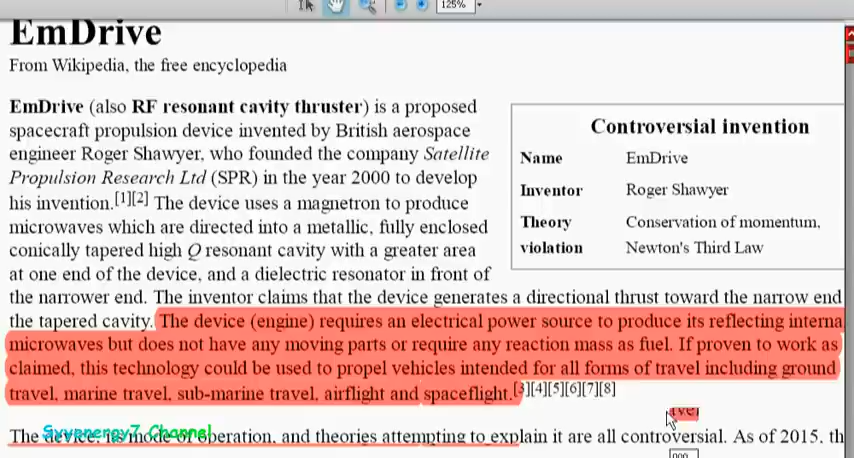 125%
EmDrive
From Wikipedia, the free encyclopedia
EmDrive (also RF resonant cavity thruster) is a proposed
spacecraft propulsion device invented by British aerospace
engineer Roger Shawyer, who founded the company Satellite
Propulsion Research Ltd (SPR) in the year 2000 to develop
his invention.[1][2] The device uses a magnetron to produce
microwaves which are directed into a metallic, fully enclosed
conically tapered high Q resonant cavity with a greater area
at one end of the device, and a dielectric resonator in front of
the narrower end. The inventor claims that the device generates a directional thrust toward the narrow end
the tapered cavity. The device (engine) requires an electrical power source to produce its reflecting interna
microwaves but does not have any moving parts or require any reaction mass as fuel. If proven to work as
claimed, this technology could be used to propel vehicles intended for all forms of travel including ground
travel, marine travel, sub-marine travel, airflight and spaceflight.[3][4][5][6][7][8]
The device, its mode of operation, and theories attempting to explain it are all controversial. As of 2015, th
Controversial invention
Name EmDrive
Inventor Roger Shawyer
Theory Conservation of momentum,
violation Newton's Third Law
Channel